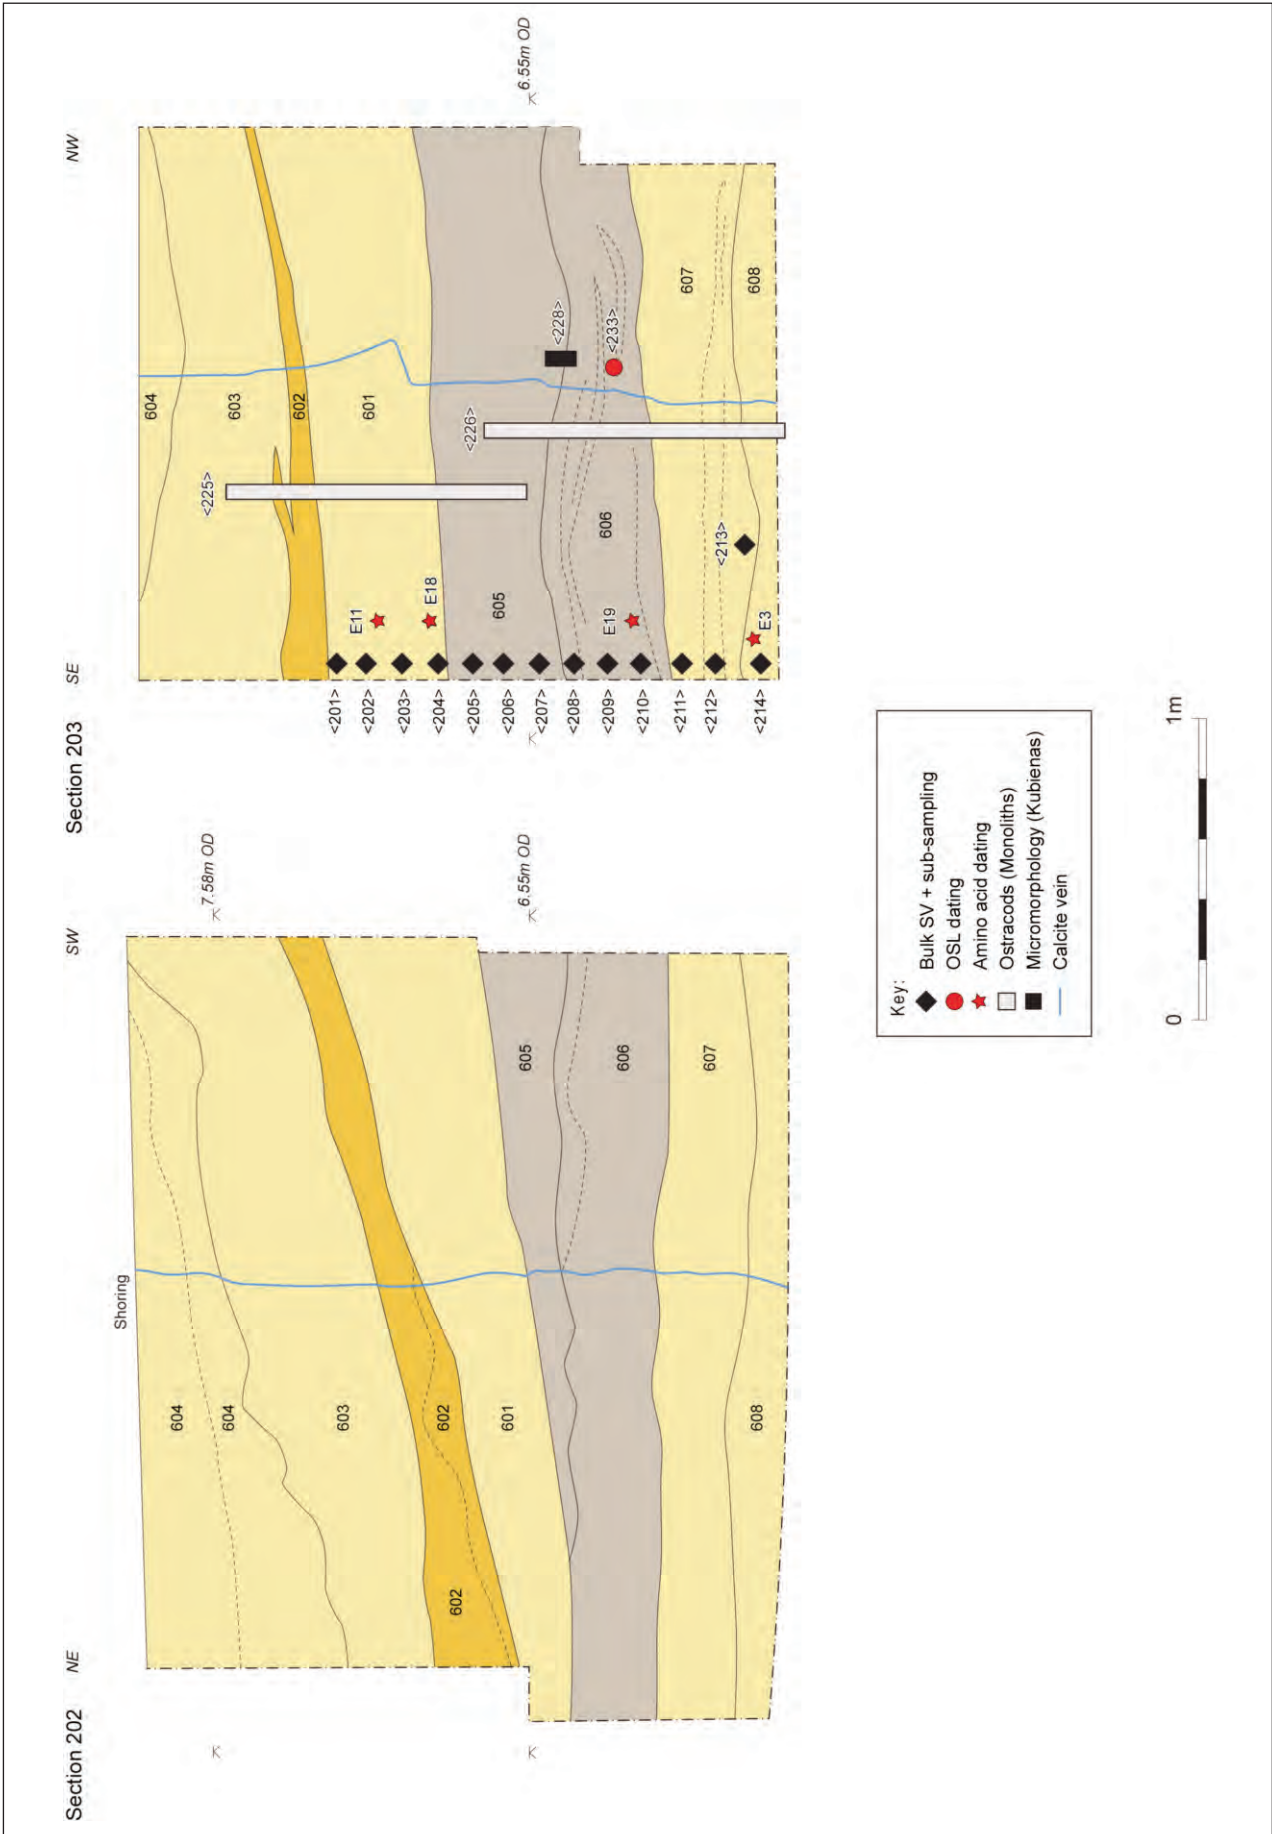 Section 202
NE
SW
Shoring
7.58m OD
6.55m OD
604
604
603
602
602
601
605
606
607
608
Section 203
SE
NW
6.55m OD
604
603
602
601
605
606
607
608
<225>
<226>
<228>
<233>
<213>
E11
E18
E19
E3
<201>
<202>
<203>
<204>
<205>
<206>
<207>
<208>
<209>
<210>
<211>
<212>
<214>
Key:
Bulk SV + sub-sampling
OSL dating
Amino acid dating
Ostracods (Monoliths)
Micromorphology (Kubienas)
Calcite vein
0
1m